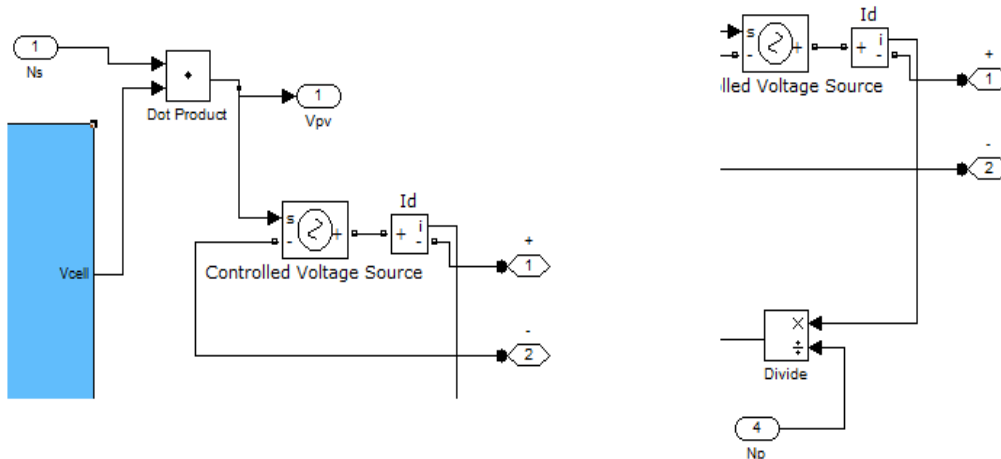 1
Ns
Dot Product
1
Vpv
Vcell
s
-
+
Id
+
i
-
Controlled Voltage Source
+
1
-
2
s
-
+
Id
+
i
-
lled Voltage Source
+
1
-
2
×
÷
Divide
4
Np